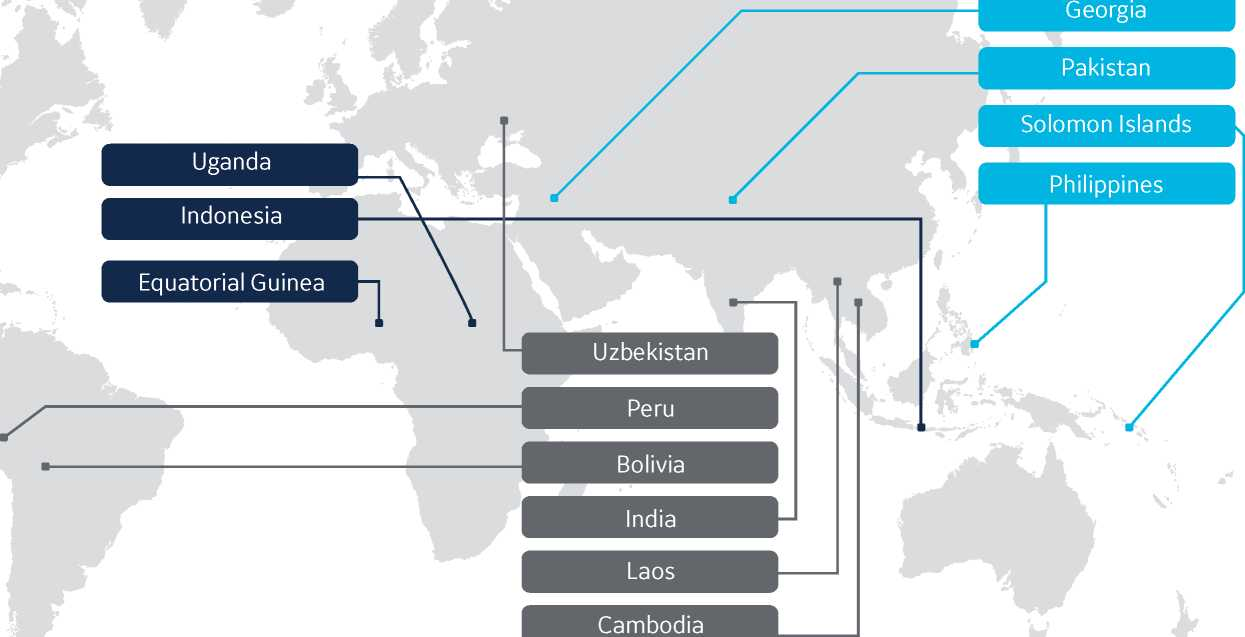 Georgia
Pakistan
Solomon Islands
Philippines
Uganda
Indonesia
Equatorial Guinea
Uzbekistan
Peru
Bolivia
India
Laos
Cambodia